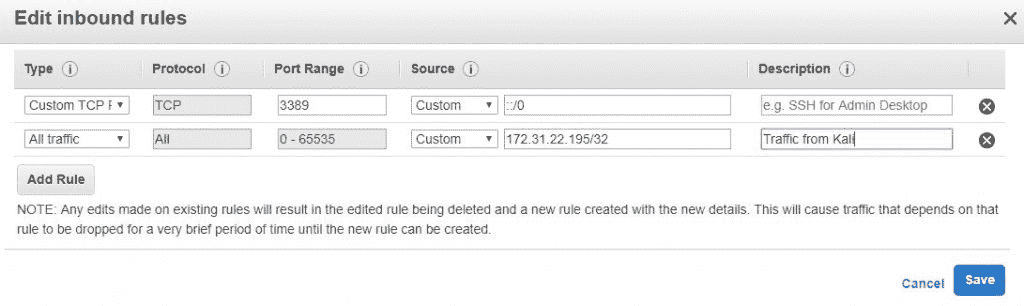 Edit inbound rules
Type Protocol Port Range Source Description
Custom TCP F TCP 3389 Custom ::/0 e.g. SSH for Admin Desktop
All traffic All 0 - 65535 Custom 172.31.22.195/32 Traffic from Kali
Add Rule
NOTE: Any edits made on existing rules will result in the edited rule being deleted and a new rule created with the new details. This will cause traffic that depends on that
rule to be dropped for a very brief period of time until the new rule can be created.
Cancel Save